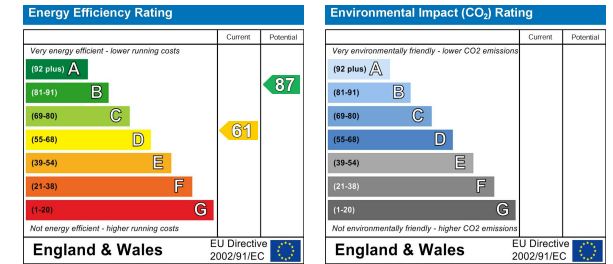 Energy Efficiency Rating
Current Potential
Very energy efficient - lower running costs
(92 plus) A
(81-91) B
87
(69-80) C
61
(55-68) D
(39-54) E
(21-38) F
(1-20) G
Not energy efficient - higher running costs
England & Wales
EU Directive
2002/91/EC
Environmental Impact (CO2) Rating
Current Potential
Very environmentally friendly - lower CO2 emissions
(92 plus) A
(81-91) B
(69-80) C
(55-68) D
(39-54) E
(21-38) F
(1-20) G
Not environmentally friendly - higher CO2 emissions
England & Wales
EU Directive
2002/91/EC